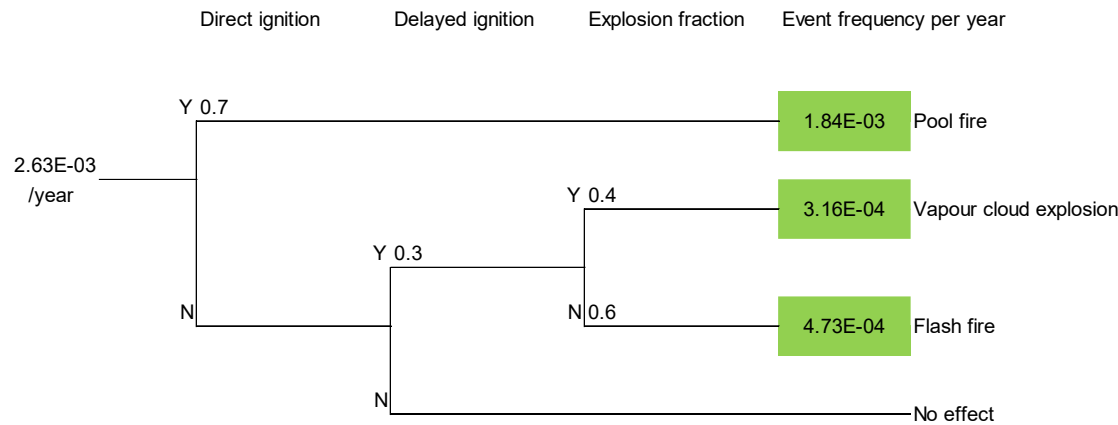 Direct ignition Delayed ignition Explosion fraction Event frequency per year
Y 0.7
1.84E-03 Pool fire
2.63E-03
/year
Y 0.4
3.16E-04 Vapour cloud explosion
Y 0.3
N
N 0.6
4.73E-04 Flash fire
N
No effect